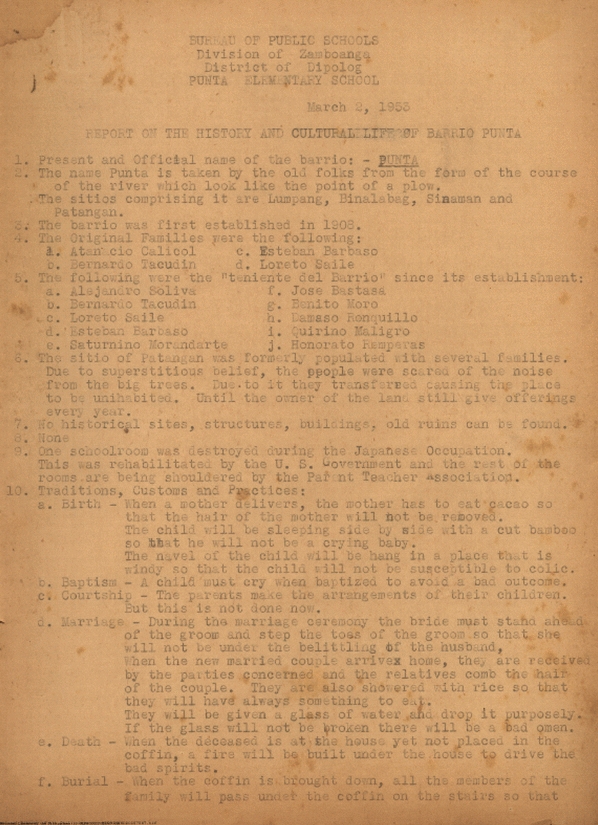 BUREAU OF PUBLIC SCHOOLS
Division of Zamboanga
District of Dipolog
PUNTA ELEMENTARY SCHOOL
March 2, 1953
REPORT ON THE HISTORY AND CULTURAL LIFE OF BARRIO PUNTA
1. Present and Official name of the barrio: - PUNTA
2. The name Punta is taken by the old folks from the form of the course
of the river which look like the point of a plow.
The sitios comprising it are Lumpang, Binalabag, Sinaman and
Patangan.
3. The barrio was first established in 1908.
4. The Original Families were the following:
a. Atanacio Calicol c. Esteban Barbaso
b. Bernardo Tacudin d. Loreto Saile
5. The following were the "teniente del Barrio" since its establishment:
a. Alejandro Soliva f. Jose Bastasa
b. Bernardo Tacudin g. Benito Moro
c. Loreto Saile h. Damaso Ronquillo
d. Esteban Barbaso i. Quirino Maligro
e. Saturnino Morandarte j. Honorato Remperas
6. The sitio of Patangan was formerly populated with several families.
Due to superstitious belief, the people were scared of the noise
from the big trees. Due to it they transferred causing the place
to be unihabited. Until the owner of the land still give offerings
every year.
7. No historical sites, structures, buildings, old ruins can be found.
8. None
9. One schoolroom was destroyed during the Japanese Occupation.
This was rehabilitated by the U. S. Government and the rest of the
rooms are being shouldered by the Parent Teacher Association.
10. Traditions, Customs and Practices:
a. Birth - When a mother delivers, the mother has to eat cacao so
that the hair of the mother will not be removed.
The child will be sleeping side by side with a cut bamboo
so that he will not be a crying baby.
The navel of the child will be hang in a place that is
windy so that the child will not be susceptible to colic.
b. Baptism - A child must cry when baptized to avoid a bad outcome.
c. Courtship - The parents make the arrangements of their children.
But this is not done now.
d. Marriage - During the marriage ceremony the bride must stand ahead
of the groom and step the toes of the groom so that she
will not be under the belittling of the husband,
When the new married couple arrivex home, they are received
by the parties concerned and the relatives comb the hair
of the couple. They are also showered with rice so that
they will have always something to eat.
They will be given a glass of water and drop it purposely.
If the glass will not be broken there will be a bad omen.
e. Death - When the deceased is at the house yet not placed in the
coffin, a fire will be built under the house to drive the
bad spirits.
f. Burial - When the coffin is brought down, all the members of the
family will pass under the coffin on the stairs so that